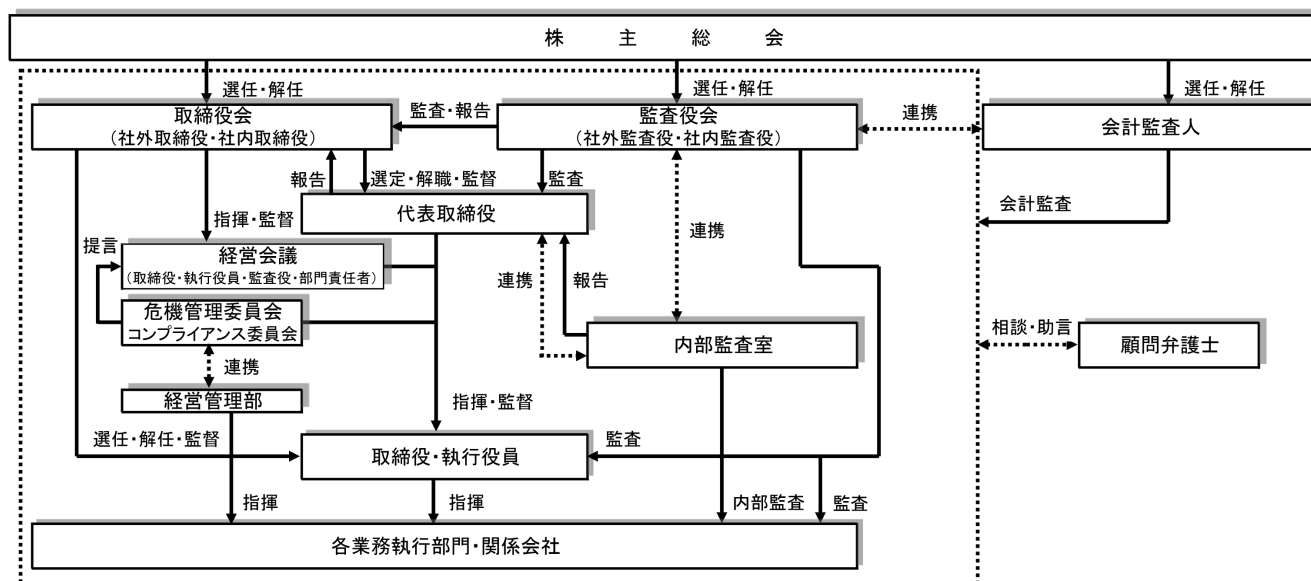 株主総会
選任・解任
選任・解任
選任・解任
取締役会
（社外取締役・社内取締役）
監査・報告
監査役会
（社外監査役・社内監査役）
連携
会計監査人
報告
選定・解職・監督
監査
代表取締役
会計監査
指揮・監督
提言
経営会議
（取締役・執行役員・監査役・部門責任者）
連携
報告
連携
危機管理委員会
コンプライアンス委員会
内部監査室
相談・助言
顧問弁護士
連携
経営管理部
指揮・監督
選任・解任・監督
取締役・執行役員
監査
指揮
指揮
内部監査
監査
各業務執行部門・関係会社